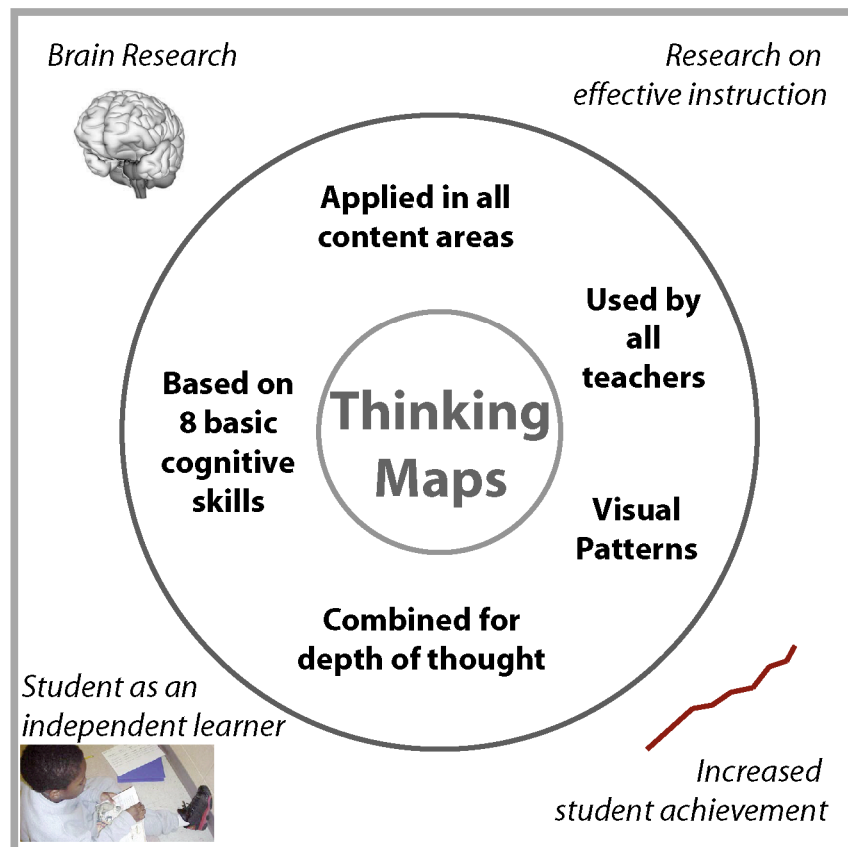 Brain Research
Research on
effective instruction
Applied in all
content areas
Used by
all
teachers
Based on
8 basic
cognitive
skills
Thinking
Maps
Visual
Patterns
Combined for
depth of thought
Student as an
independent learner
Increased
student achievement